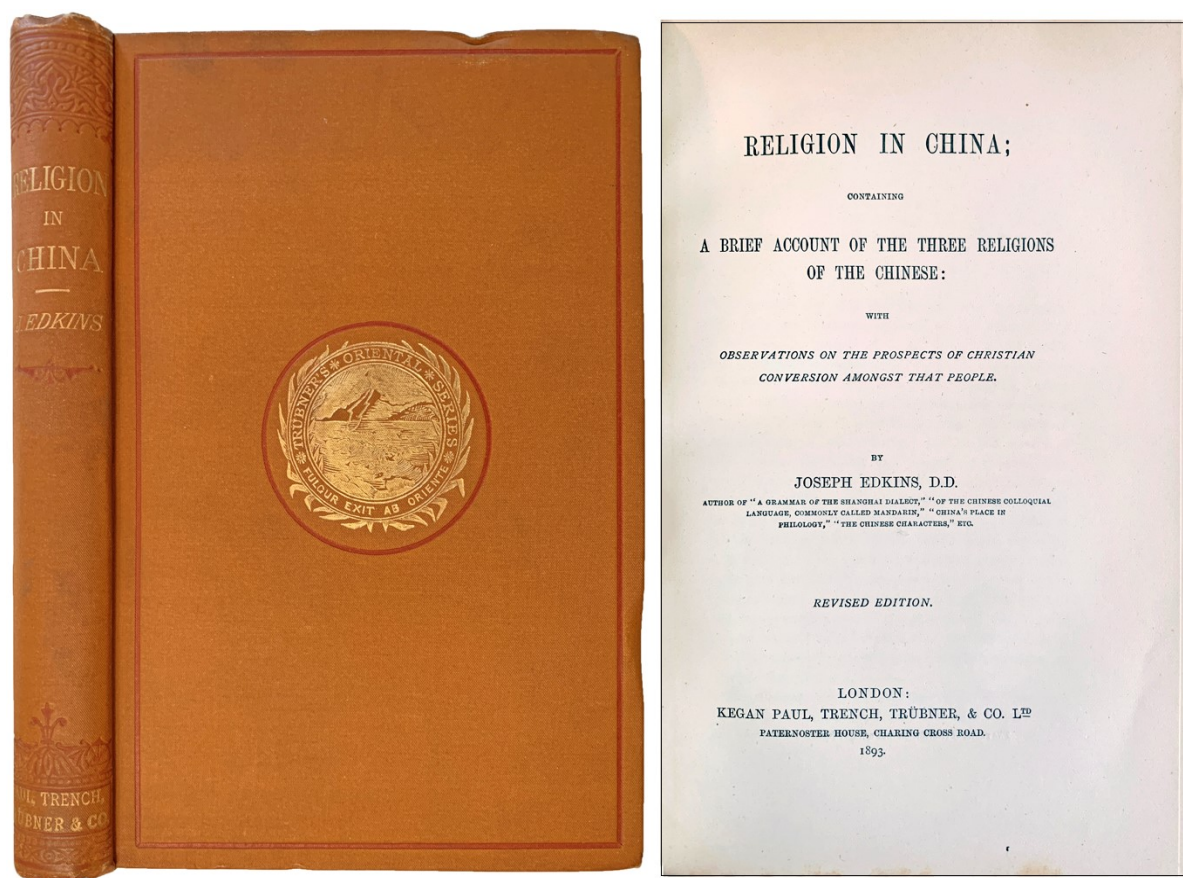 RELIGION
IN
CHINA.
J. EDKINS
PAUL, TRENCH,
TRÜBNER & CO.
* TRÜBNER'S * ORIENTAL * SERIES *
FULGUR EXIT AB ORIENTE
RELIGION IN CHINA;
CONTAINING
A BRIEF ACCOUNT OF THE THREE RELIGIONS
OF THE CHINESE:
WITH
OBSERVATIONS ON THE PROSPECTS OF CHRISTIAN
CONVERSION AMONGST THAT PEOPLE.
BY
JOSEPH EDKINS, D.D.
AUTHOR OF "A GRAMMAR OF THE SHANGHAI DIALECT," "OF THE CHINESE COLLOQUIAL
LANGUAGE, COMMONLY CALLED MANDARIN," "CHINA'S PLACE IN
PHILOLOGY," "THE CHINESE CHARACTERS," ETC.
REVISED EDITION.
LONDON:
KEGAN PAUL, TRENCH, TRÜBNER, & CO. LTD
PATERNOSTER HOUSE, CHARING CROSS ROAD.
1893.